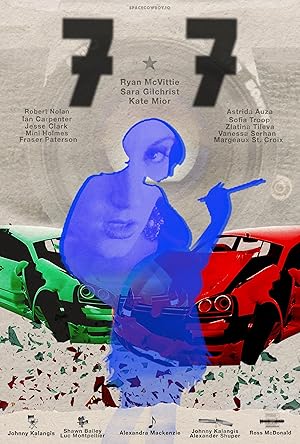 SPACECOWBOY.IO
7 7
Ryan McVittie
Sara Gilchrist
Kate Mior
Robert Nolan
Ian Carpenter
Jesse Clark
Mini Holmes
Fraser Paterson
Astrida Auza
Sofia Troop
Zlatina Tileva
Vanessa Serhan
Margeaux St. Croix
Johnny Kalangis
Shawn Bailey
Luc Montpellier
Alexandra Mackenzie
Johnny Kalangis
Alexander Shuper
Ross McDonald